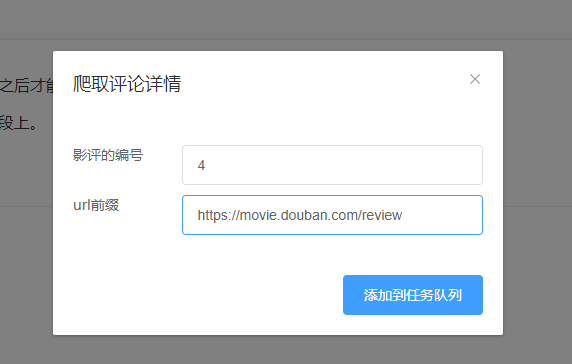 之后才能
段上。
爬取评论详情
影评的编号
4
url前缀
https://movie.douban.com/review
添加到任务队列